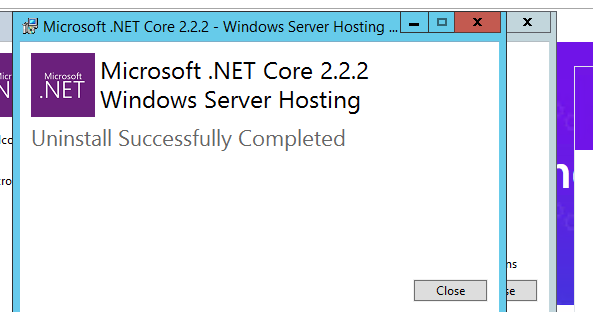 Microsoft .NET Core 2.2.2 - Windows Server Hosting ...
Microsoft
.NET
Microsoft .NET Core 2.2.2
Windows Server Hosting
Uninstall Successfully Completed
Close